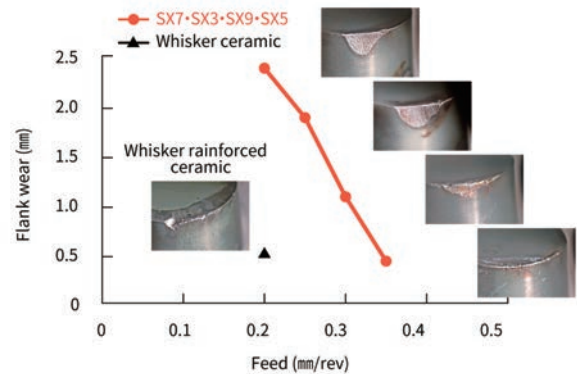 SX7・SX3・SX9・SX5
Whisker ceramic
2.5
2.0
1.5
1.0
0.5
0
Flank wear (㎜)
Whisker rainforced
ceramic
0
0.1
0.2
0.3
0.4
0.5
Feed (㎜/rev)